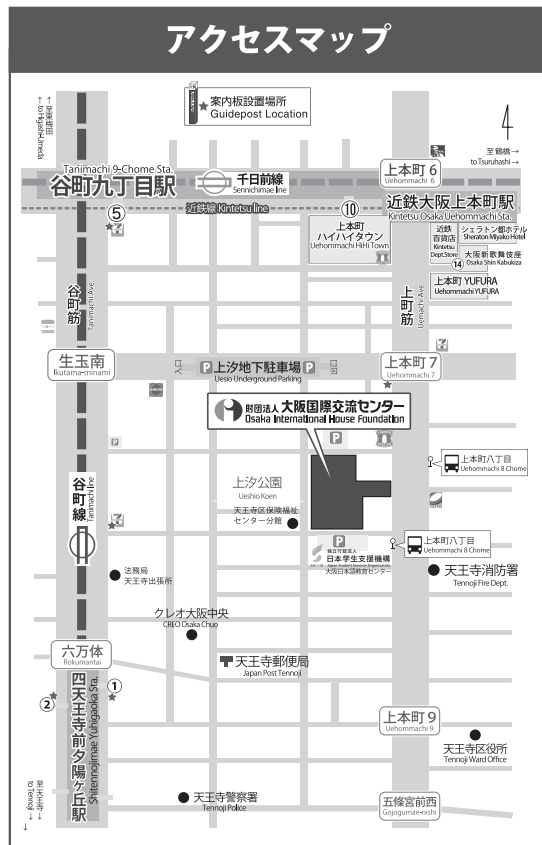 アクセスマップ
案内板設置場所
Guidepost Location
←至東梅田
← to Higashi-Umeda
4
至鶴橋→
to Tsuruhashi→
Tanimachi 9-Chome Sta.
谷町九丁目駅
千日前線
Sennichimae line
上本町6
Uehommachi 6
近鉄線 Kintetsu line
近鉄大阪上本町駅
Kintetsu Osaka Uehommachi Sta.
⑤
⑩
上本町
ハイハイタウン
Uehommachi HiHi Town
近鉄
百貨店
Kintetsu
Dept.Store
シェラトン都ホテル
Sheraton Miyako Hotel
⑭
大阪新歌舞伎座
Osaka Shin Kabukiza
上本町 YUFURA
Uehommachi YUFURA
谷町筋
Tanimachi Ave
上町筋
Uemachi Ave
生玉南
Ikutama-minami
入口
P 上汐地下駐車場 P
Uesio Underground Parking
出口
上本町7
Uehommachi 7
財団法人 大阪国際交流センター
Osaka International House Foundation
P
P
上本町八丁目
Uehommachi 8 Chome
谷町線
Tanimachi line
上汐公園
Ueshio Koen
天王寺区保険福祉
センター分館
P
独立行政法人
日本学生支援機構
Japan Student Services Organization
大阪日本語教育センター
上本町八丁目
Uehommachi 8 Chome
法務局
天王寺出張所
天王寺消防署
Tennoji Fire Dept.
クレオ大阪中央
CREO Osaka Chuo
六万体
Rokumantai
天王寺郵便局
Japan Post Tennoji
四天王寺前夕陽ヶ丘駅
Shitennojimae Yuhigaoka Sta.
①
②
上本町9
Uehommachi 9
天王寺区役所
Tennoji Ward Office
至天王寺→
to Tennoji→
天王寺警察署
Tennoji Police
五條宮前西
Gojogumae-nishi